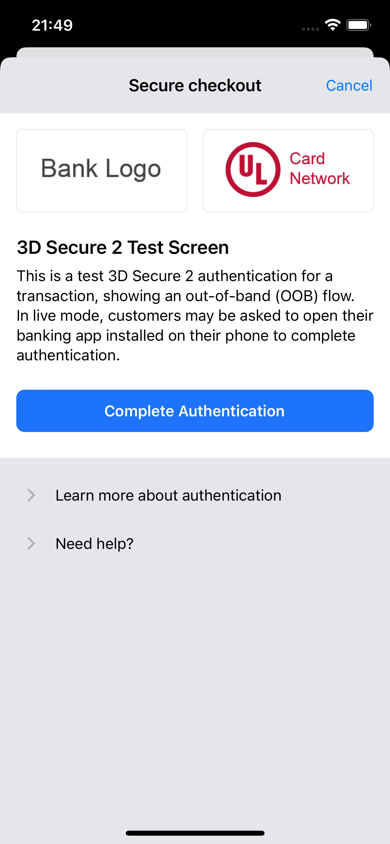 21:49
Secure checkout
Cancel
Bank Logo
UL
Card
Network
3D Secure 2 Test Screen
This is a test 3D Secure 2 authentication for a
transaction, showing an out-of-band (OOB) flow.
In live mode, customers may be asked to open their
banking app installed on their phone to complete
authentication.
Complete Authentication
Learn more about authentication
Need help?